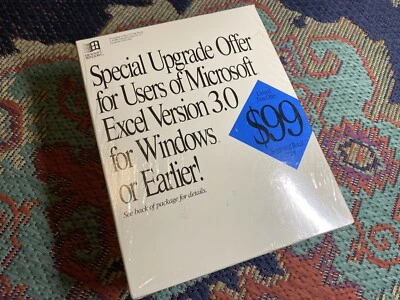 Special Upgrade Offer
for Users of Microsoft
Excel Version 3.0
for Windows
or Earlier!
See back of package for details.
$99